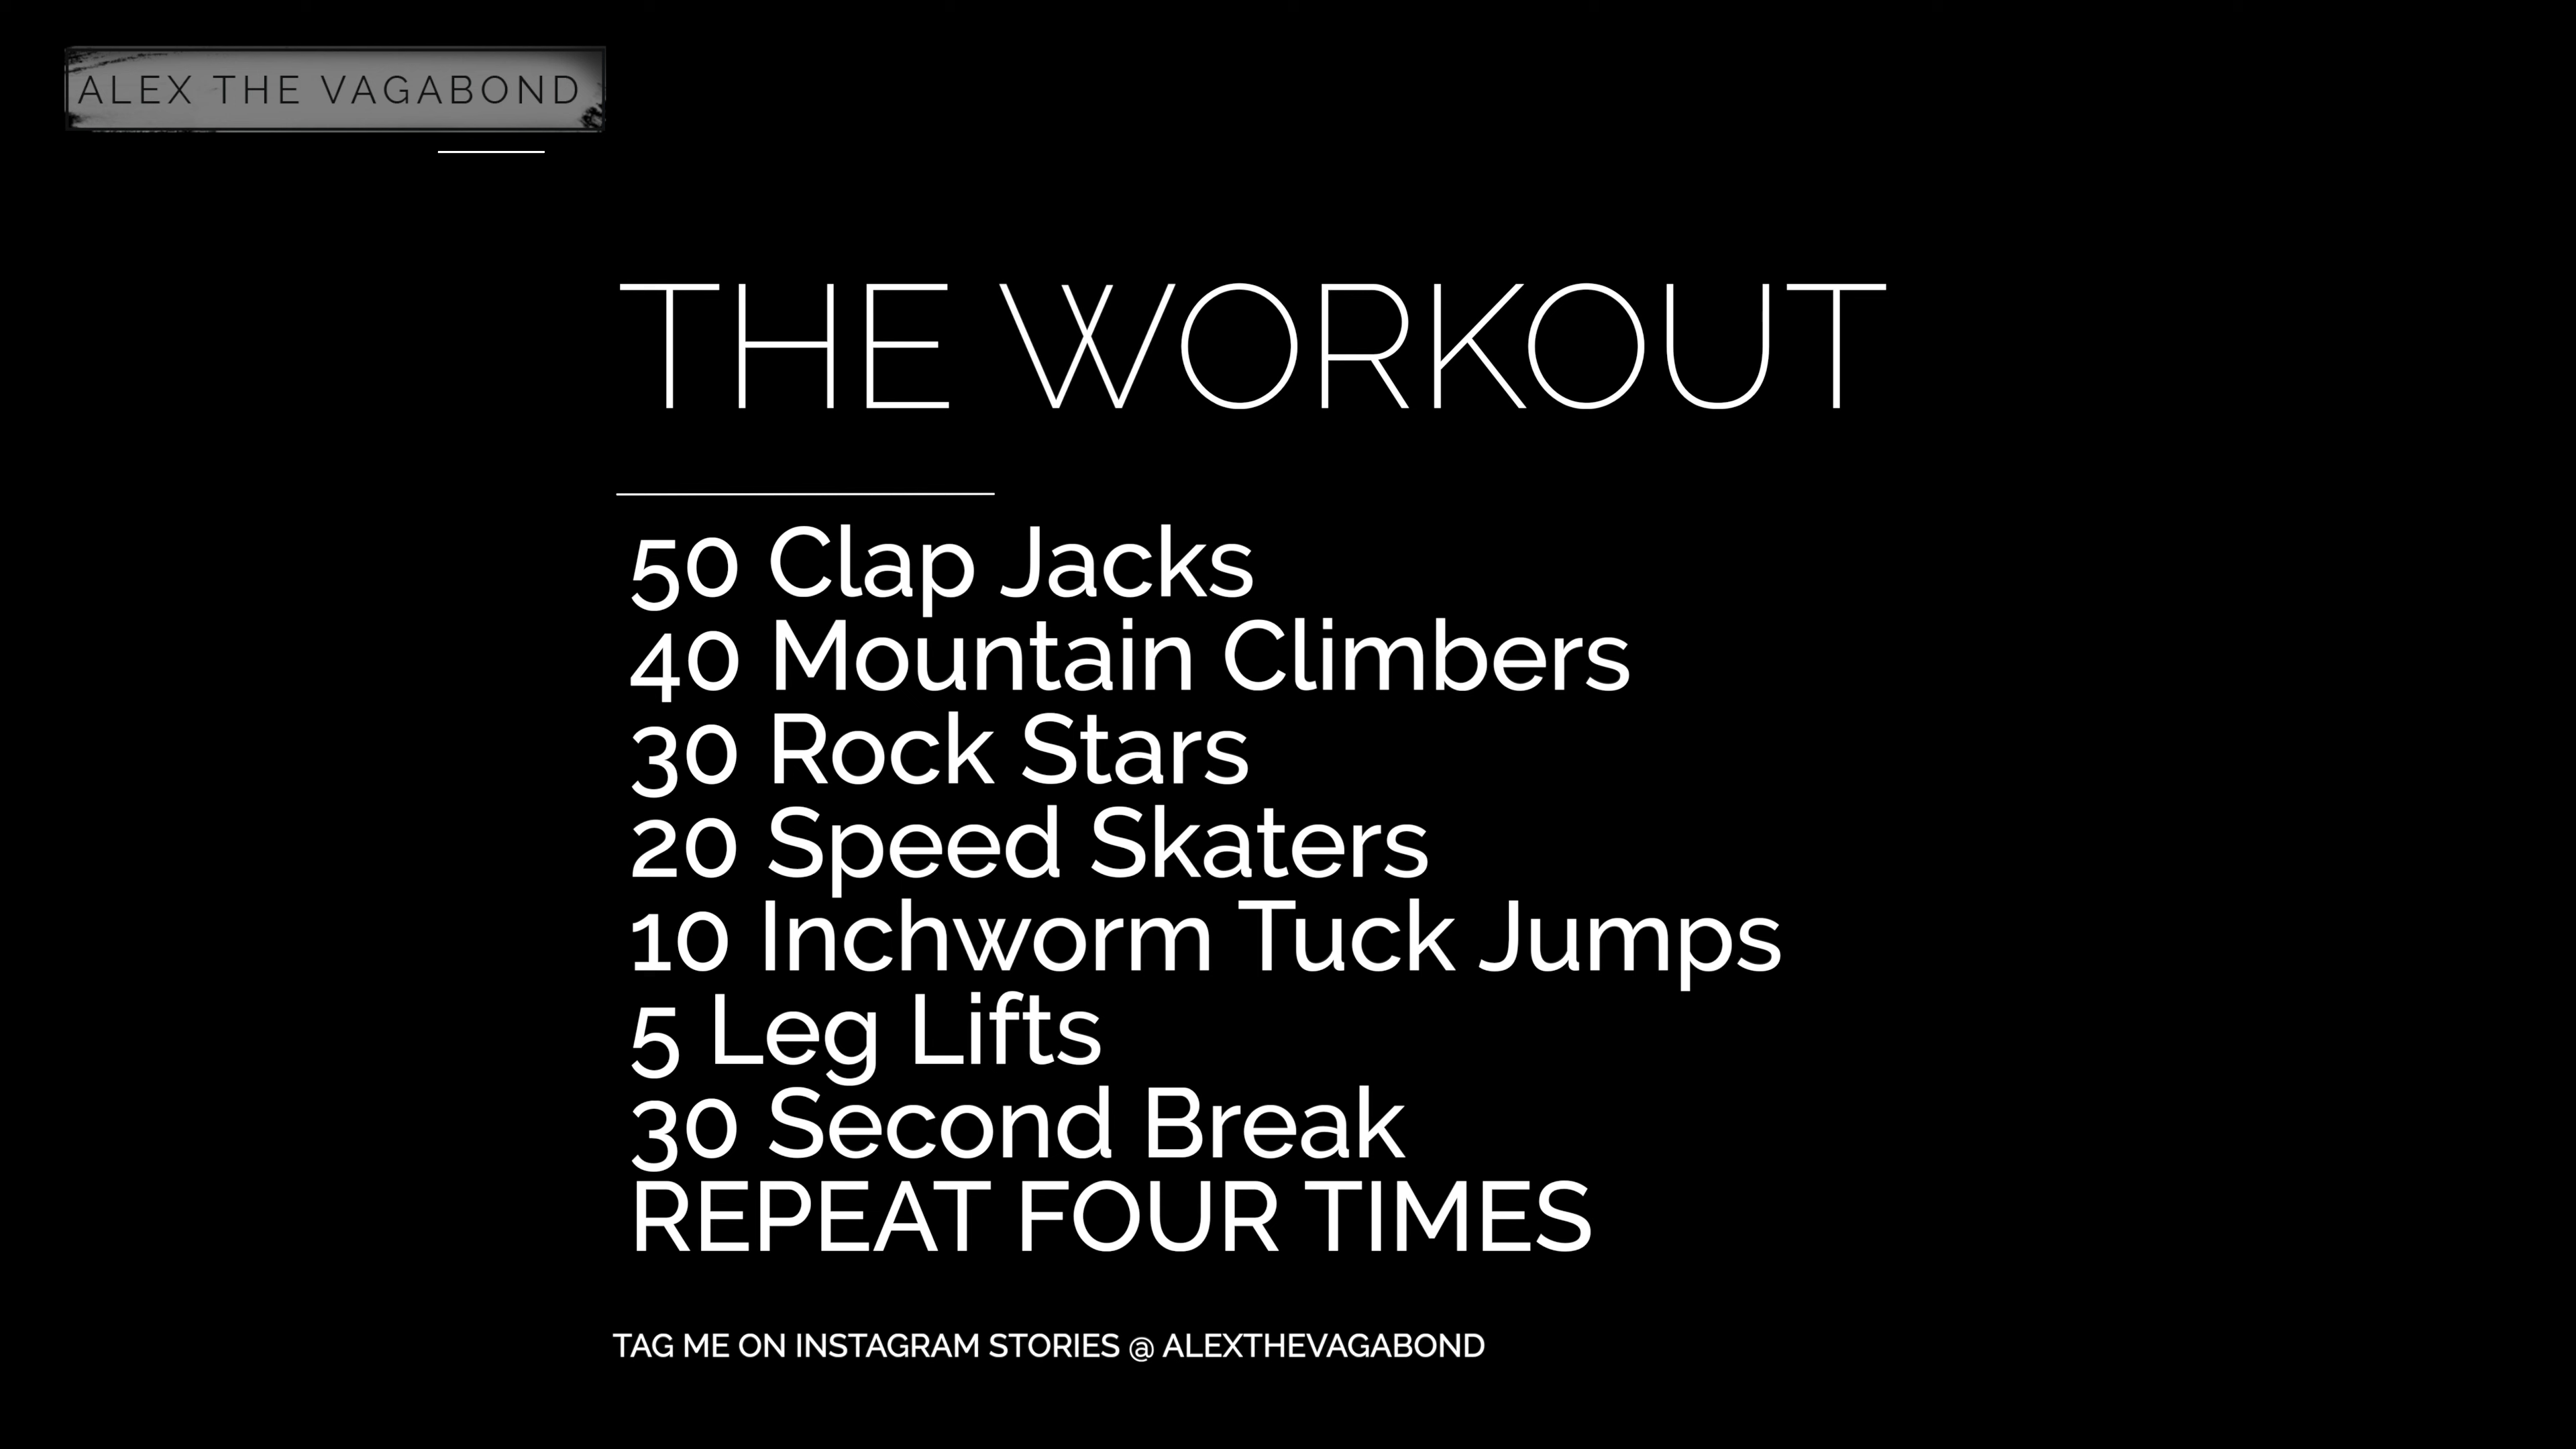 ALEX THE VAGABOND
THE WORKOUT
50 Clap Jacks
40 Mountain Climbers
30 Rock Stars
20 Speed Skaters
10 Inchworm Tuck Jumps
5 Leg Lifts
30 Second Break
REPEAT FOUR TIMES
TAG ME ON INSTAGRAM STORIES @ ALEXTHEVAGABOND